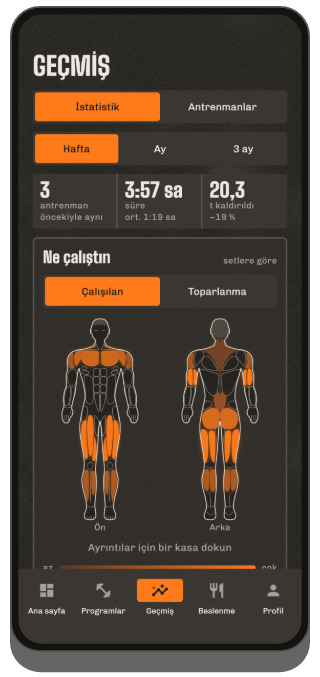 GEÇMİŞ
İstatistik Antrenmanlar
Hafta Ay 3 ay
3 3:57 sa 20,3
antrenman süre t kaldırıldı
öncekiyle aynı ort. 1:19 sa −19 %
Ne çalıştın setlere göre
Çalışılan Toparlanma
Ön Arka
Ayrıntılar için bir kasa dokun
az çok
Ana sayfa Programlar Geçmiş Beslenme Profil